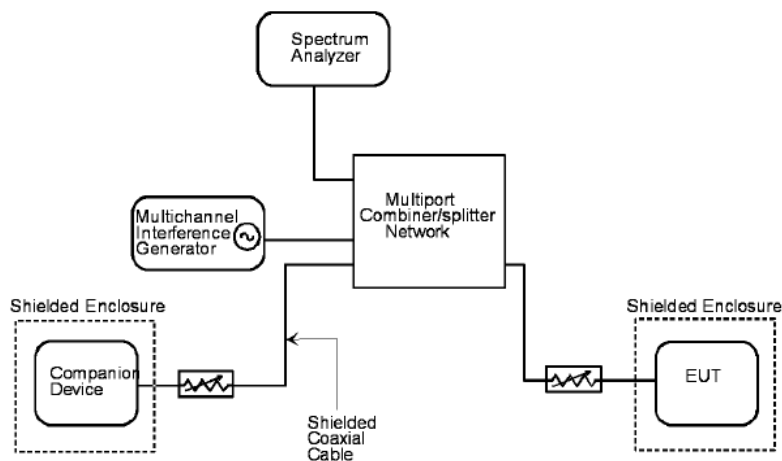 Spectrum
Analyzer
Multiport
Combiner/splitter
Network
Multichannel
Interference
Generator
Shielded Enclosure
Shielded Enclosure
Companion
Device
EUT
Shielded
Coaxial
Cable